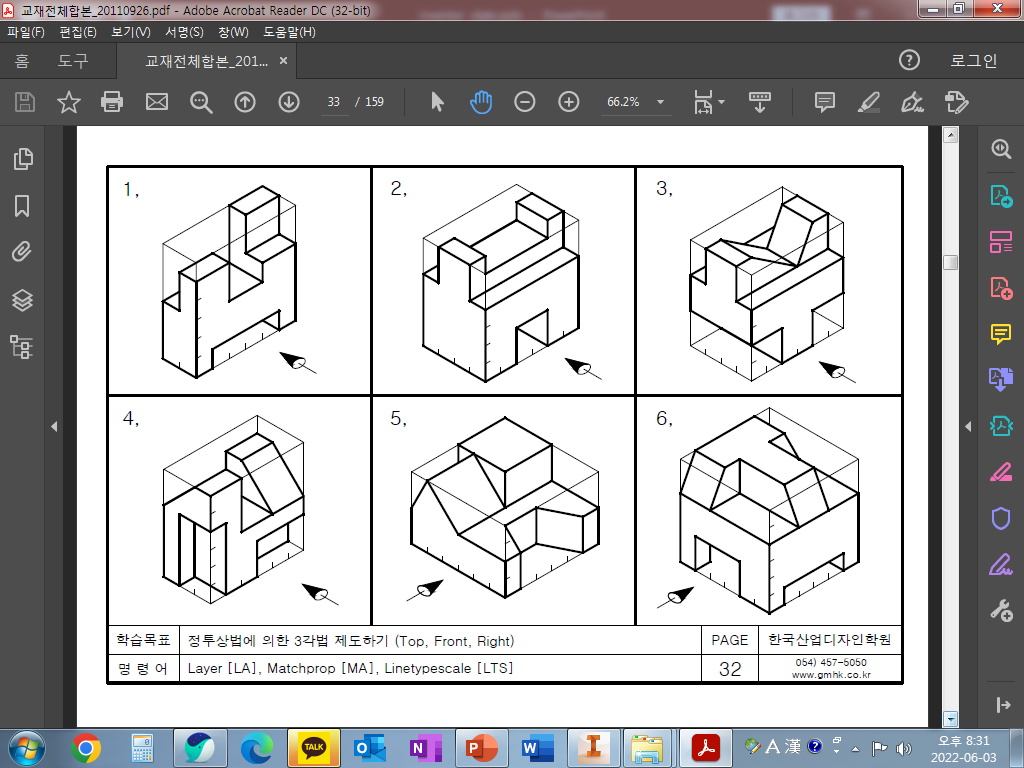 교재전체합본_20110926.pdf - Adobe Acrobat Reader DC (32-bit)
파일(F) 편집(E) 보기(V) 서명(S) 창(W) 도움말(H)
홈 도구 교재전체합본_201... × ? 로그인
33 / 159 66.2%
1, 2, 3,
4, 5, 6,
학습목표 정투상법에 의한 3각법 제도하기 (Top, Front, Right) PAGE 한국산업디자인학원
명 령 어 Layer [LA], Matchprop [MA], Linetypescale [LTS] 32 054) 457-5050
www.gmhk.co.kr
TALK A 漢 ? 오후 8:31
2022-06-03